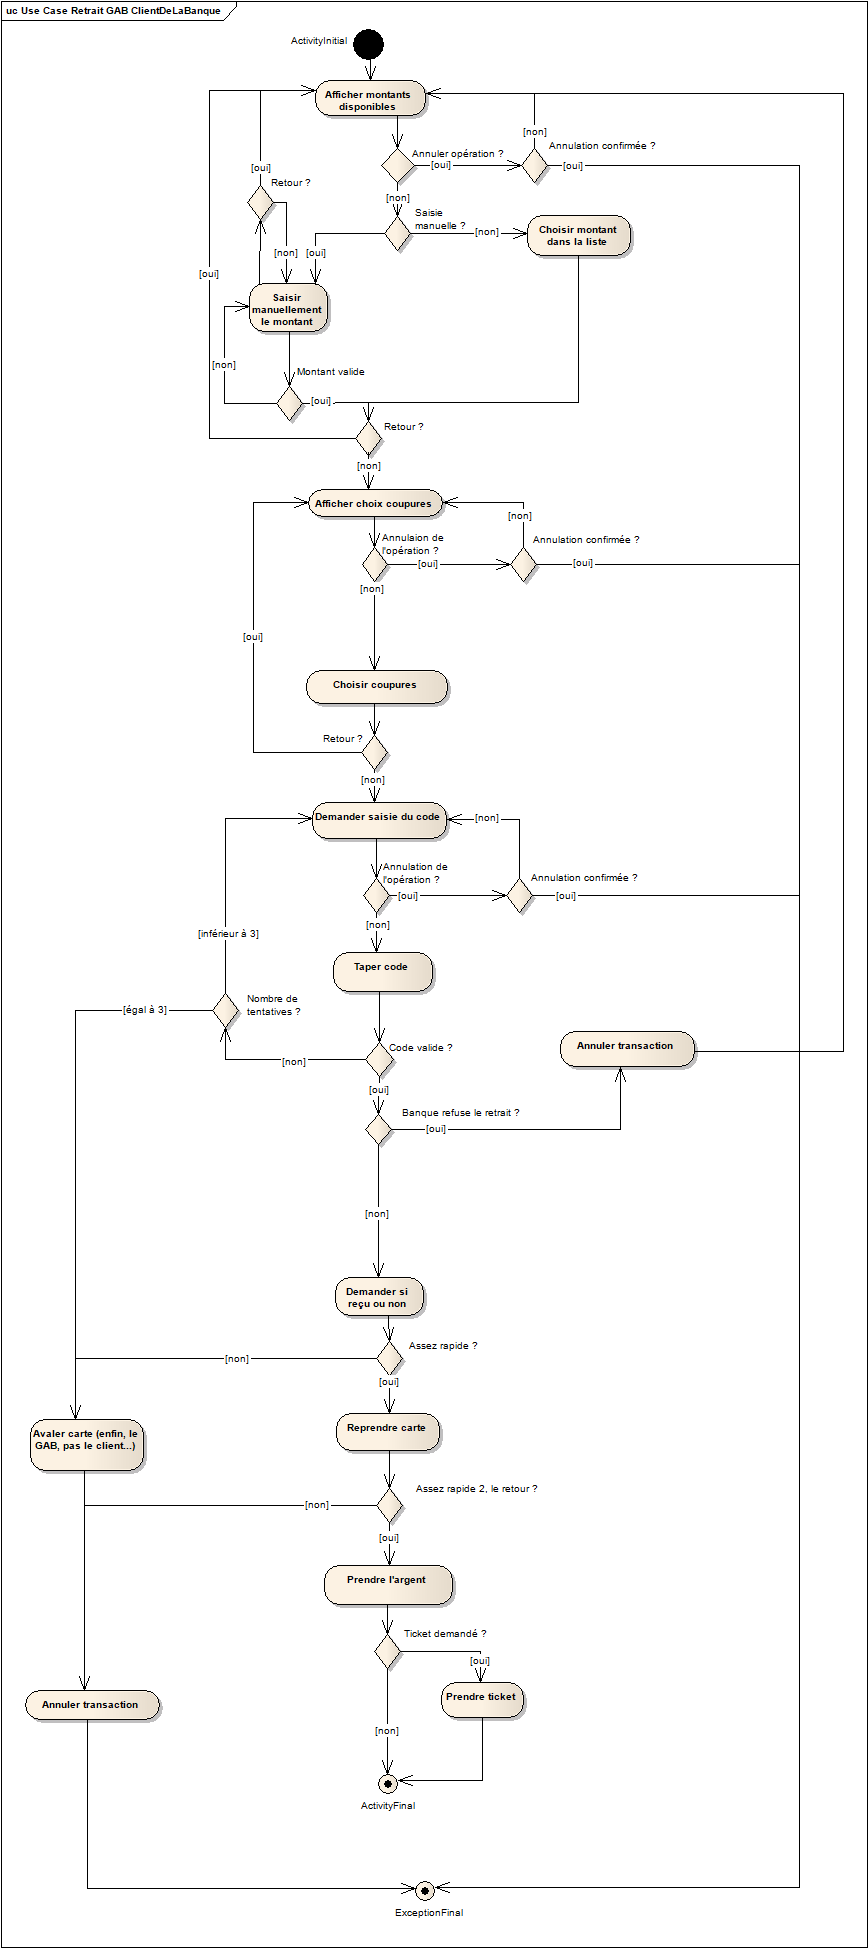 uc Use Case Retrait GAB ClientDeLaBanque
ActivityInitial
Afficher montants
disponibles
[non]
Annulation confirmée ?
Annuler opération ?
[oui]
[oui]
[oui]
Retour ?
[non]
Saisie
manuelle ?
[non]
Choisir montant
dans la liste
[non]
[oui]
[oui]
Saisir
manuellement
le montant
[non]
Montant valide
[oui]
Retour ?
[non]
Afficher choix coupures
[non]
Annulaion de
l'opération ?
Annulation confirmée ?
[oui]
[oui]
[non]
[oui]
Choisir coupures
Retour ?
[non]
Demander saisie du code
[non]
Annulation de
l'opération ?
Annulation confirmée ?
[oui]
[oui]
[non]
[inférieur à 3]
Taper code
Nombre de
tentatives ?
[égal à 3]
Code valide ?
[non]
Annuler transaction
[oui]
Banque refuse le retrait ?
[oui]
[non]
Demander si
reçu ou non
Assez rapide ?
[non]
[oui]
Avaler carte (enfin, le
GAB, pas le client...)
Reprendre carte
Assez rapide 2, le retour ?
[non]
[oui]
Prendre l'argent
Ticket demandé ?
[oui]
Annuler transaction
Prendre ticket
[non]
ActivityFinal
ExceptionFinal